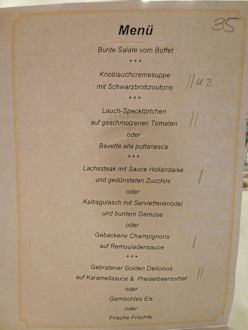 Menü
35
Bunte Salate vom Buffet
***
Knoblauchcremesuppe
mit Schwarzbrotcroutons
***
Lauch-Specktörtchen
auf geschmolzenen Tomaten
oder
Bavette alla puttanesca
***
Lachssteak mit Sauce Hollandaise
und gedünsteten Zucchini
oder
Kalbsgulasch mit Serviettenknödel
und buntem Gemüse
oder
Gebackene Champignons
auf Remouladensauce
***
Gebratener Golden Delicious
auf Karamellsauce & Preiselbeersorbet
oder
Gemischtes Eis
oder
Frische Früchte